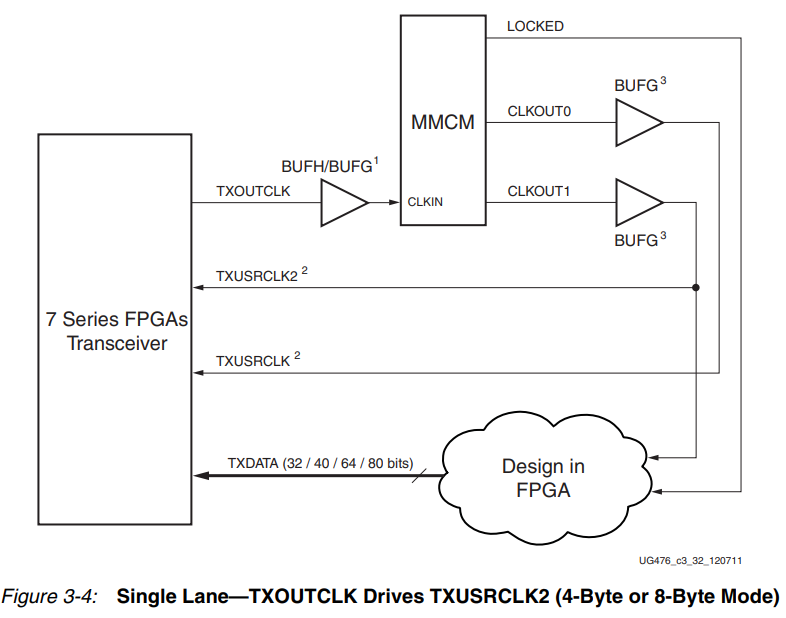 LOCKED
BUFG 3
MMCM
CLKOUT0
BUFH/BUFG 1
TXOUTCLK
CLKIN
CLKOUT1
BUFG 3
TXUSRCLK2 2
7 Series FPGAs
Transceiver
TXUSRCLK 2
TXDATA (32 / 40 / 64 / 80 bits)
Design in
FPGA
UG476_c3_32_120711
Figure 3-4: Single Lane—TXOUTCLK Drives TXUSRCLK2 (4-Byte or 8-Byte Mode)